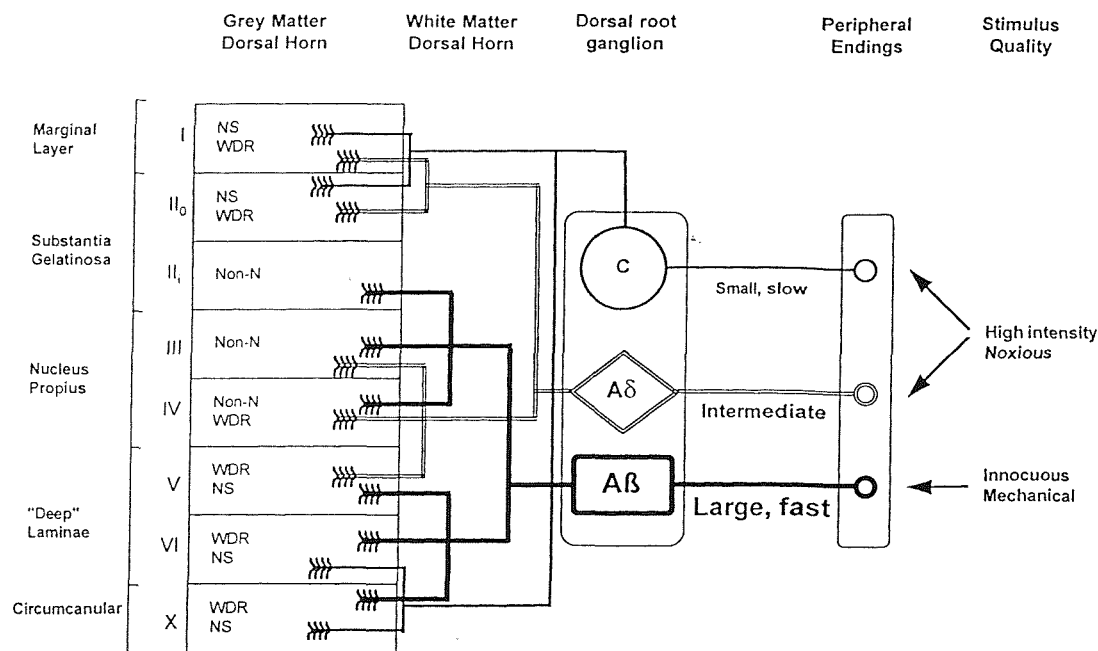 Grey Matter
Dorsal Horn
White Matter
Dorsal Horn
Dorsal root
ganglion
Peripheral
Endings
Stimulus
Quality
Marginal
Layer
I
NS
WDR
II0
NS
WDR
Substantia
Gelatinosa
IIi
Non-N
C
Small, slow
High intensity
Noxious
Nucleus
Propius
III
Non-N
IV
Non-N
WDR
Aδ
Intermediate
"Deep"
Laminae
V
WDR
NS
Aß
Large, fast
Innocuous
Mechanical
VI
WDR
NS
Circumcanular
X
WDR
NS